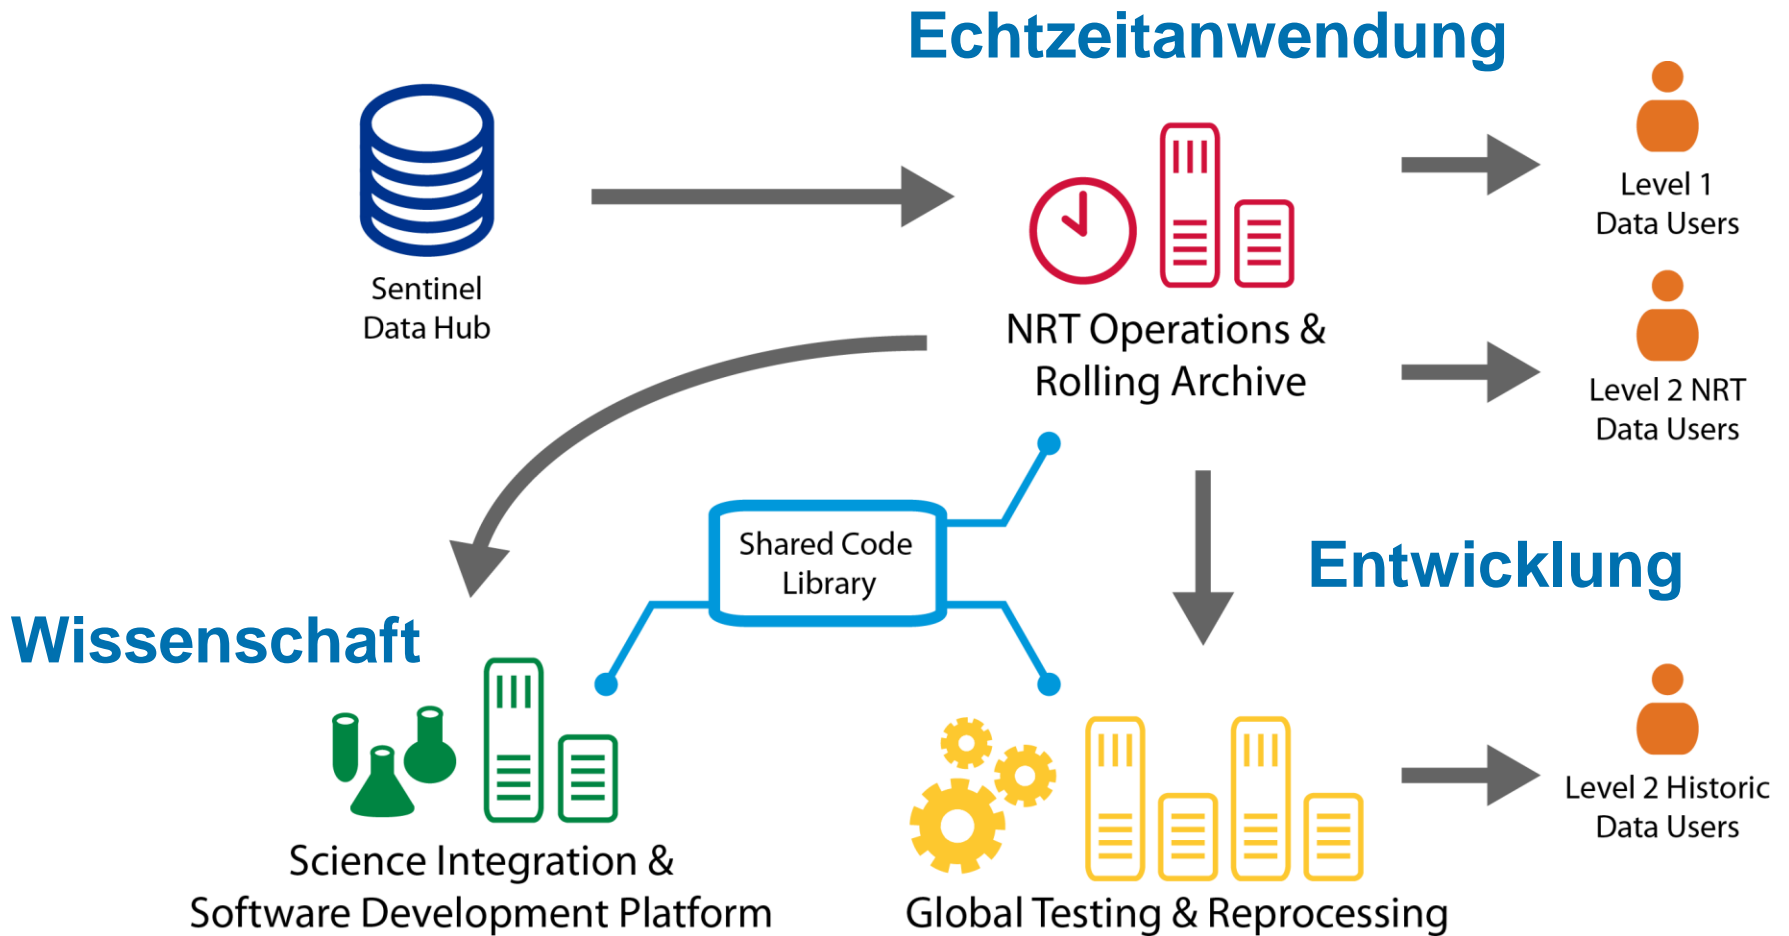 Echtzeitanwendung
Sentinel
Data Hub
NRT Operations &
Rolling Archive
Level 1
Data Users
Level 2 NRT
Data Users
Shared Code
Library
Entwicklung
Wissenschaft
Science Integration &
Software Development Platform
Global Testing & Reprocessing
Level 2 Historic
Data Users